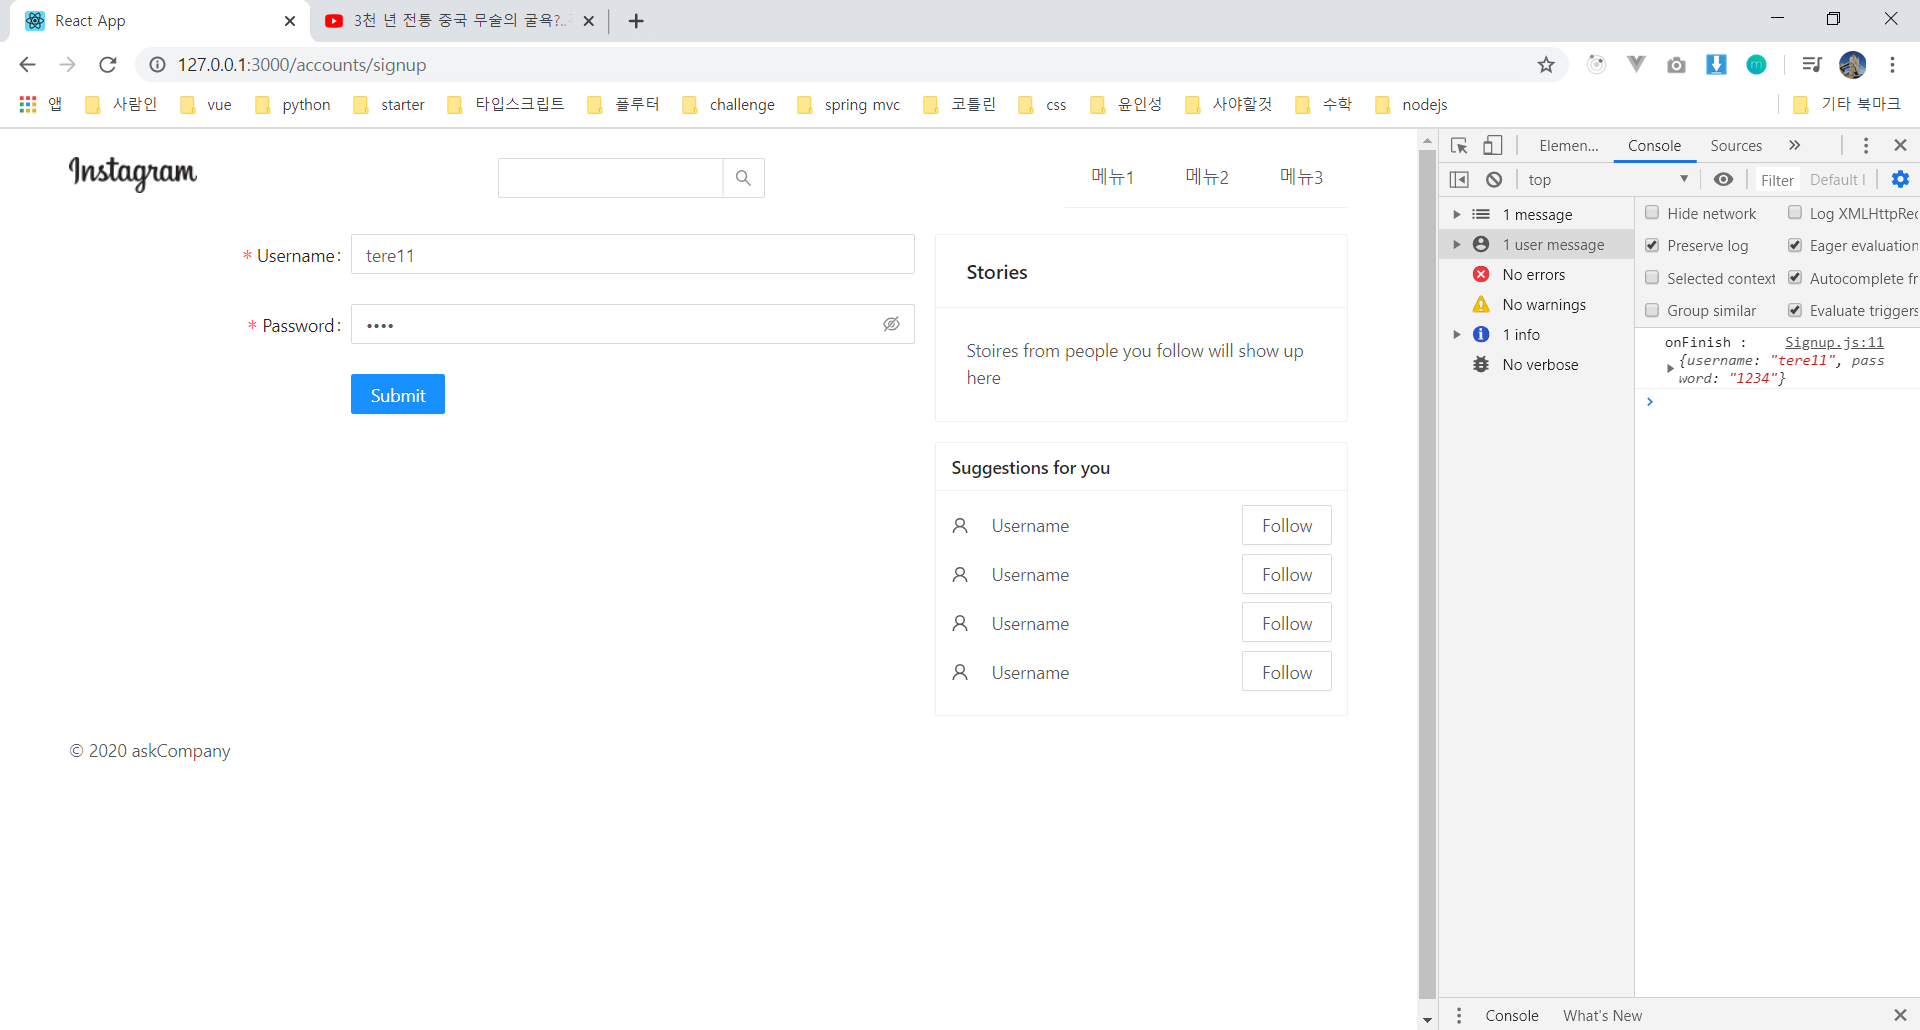 React App
3천 년 전통 중국 무술의 굴욕?..
127.0.0.1:3000/accounts/signup
앱 사람인 vue python starter 타입스크립트 플루터 challenge spring mvc 코틀린 css 윤인성 사야할것 수학 nodejs 기타 북마크
Instagram
메뉴1 메뉴2 메뉴3
* Username:
tere11
* Password:
••••
Submit
Stories
Stoires from people you follow will show up
here
Suggestions for you
Username Follow
Username Follow
Username Follow
Username Follow
© 2020 askCompany
Elemen... Console Sources »
top Filter Default l
1 message
1 user message
No errors
No warnings
1 info
No verbose
Hide network Log XMLHttpRec
Preserve log Eager evaluation
Selected context Autocomplete fr
Group similar Evaluate triggers
onFinish : Signup.js:11
{username: "tere11", pass
word: "1234"}
Console What's New